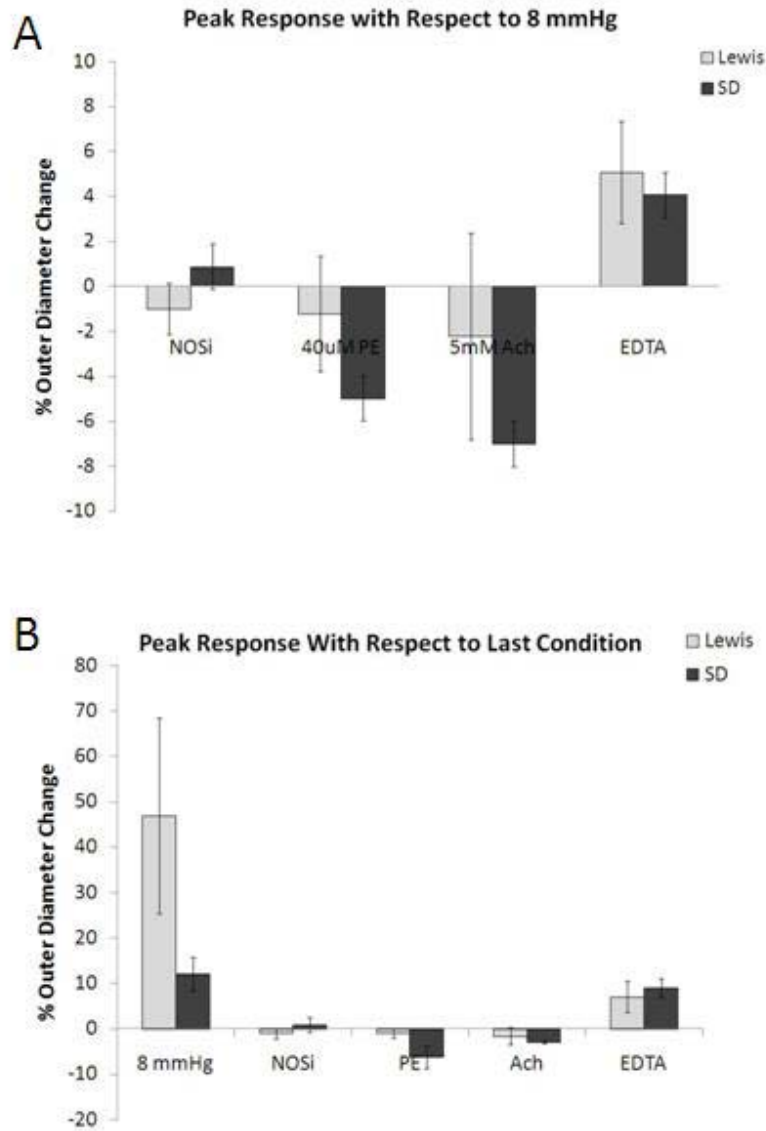 A
Peak Response with Respect to 8 mmHg
Lewis
SD
% Outer Diameter Change
10
8
6
4
2
0
-2
-4
-6
-8
-10
NOSi
40uM PE
5mM Ach
EDTA
B
Peak Response With Respect to Last Condition
Lewis
SD
% Outer Diameter Change
80
70
60
50
40
30
20
10
0
-10
-20
8 mmHg
NOSi
PE
Ach
EDTA